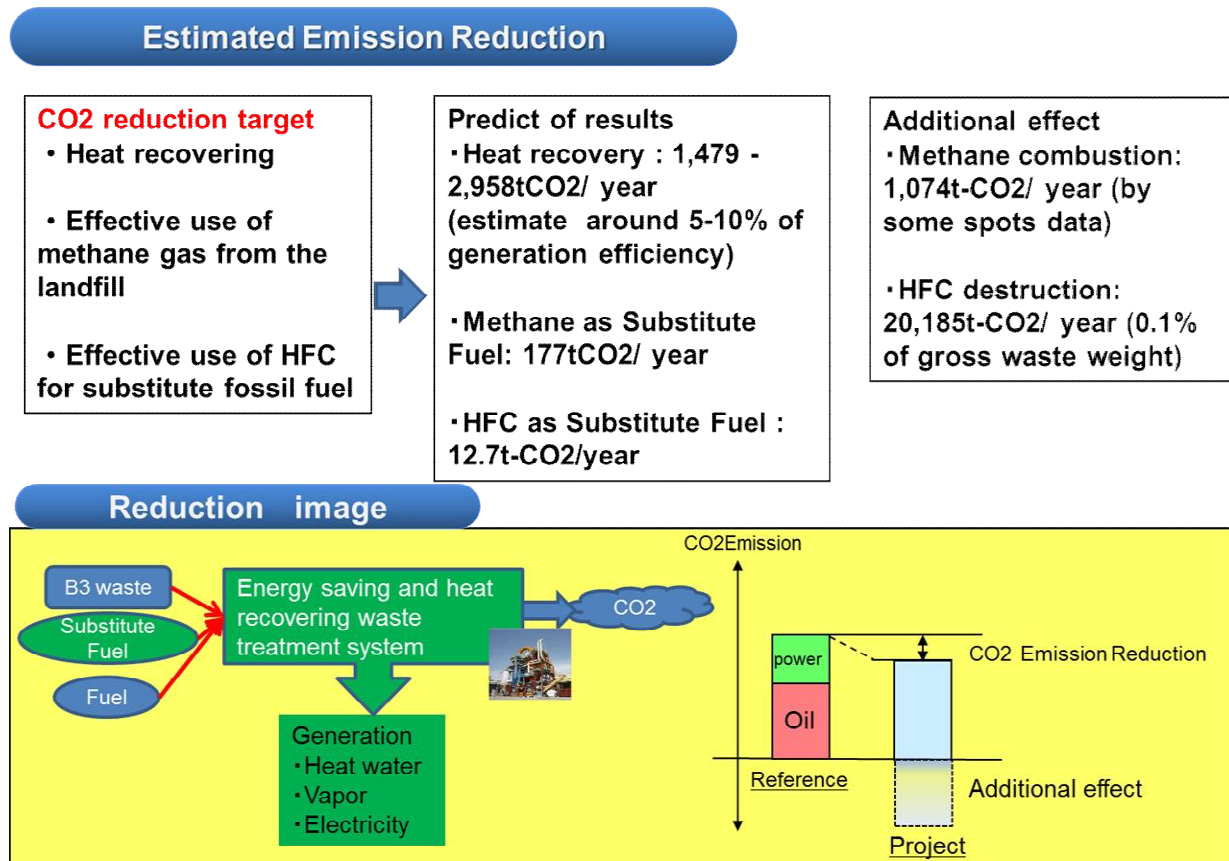 Estimated Emission Reduction
CO2 reduction target
・Heat recovering
・Effective use of
methane gas from the
landfill
・Effective use of HFC
for substitute fossil fuel
Predict of results
・Heat recovery : 1,479 -
2,958tCO2/ year
(estimate around 5-10% of
generation efficiency)
・Methane as Substitute
Fuel: 177tCO2/ year
・HFC as Substitute Fuel :
12.7t-CO2/year
Additional effect
・Methane combustion:
1,074t-CO2/ year (by
some spots data)
・HFC destruction:
20,185t-CO2/ year (0.1%
of gross waste weight)
Reduction image
B3 waste
Substitute
Fuel
Fuel
Energy saving and heat
recovering waste
treatment system
CO2
Generation
・Heat water
・Vapor
・Electricity
CO2Emission
power
Oil
CO2 Emission Reduction
Reference
Additional effect
Project